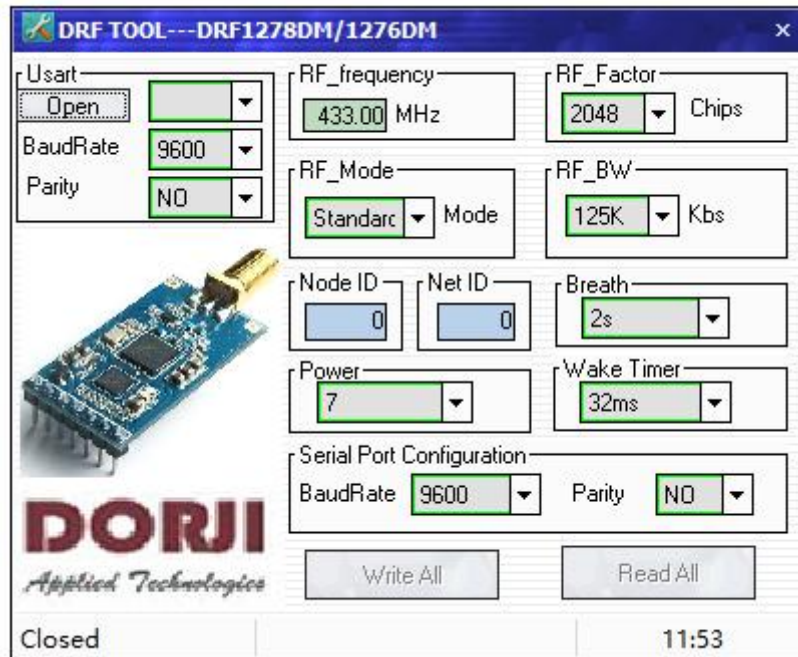 DRF TOOL---DRF1278DM/1276DM
Usart
Open
BaudRate 9600
Parity NO
RF_frequency
433.00 MHz
RF_Factor
2048 Chips
RF_Mode
Standarc Mode
RF_BW
125K Kbs
Node ID
0
Net ID
0
Breath
2s
Power
7
Wake Timer
32ms
Serial Port Configuration
BaudRate 9600 Parity NO
DORJI
Applied Technologies
Write All Read All
Closed 11:53